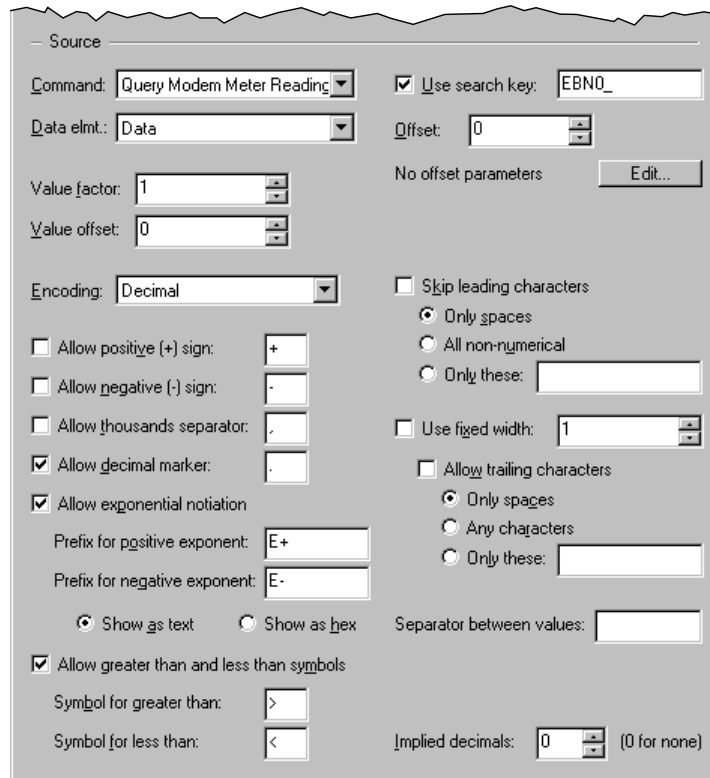 Source
Command: Query Modem Meter Reading
Use search key: EBN0_
Data elmt.: Data
Offset: 0
No offset parameters Edit...
Value factor: 1
Value offset: 0
Encoding: Decimal
Skip leading characters
Only spaces
All non-numerical
Only these:
Allow positive (+) sign: +
Allow negative (-) sign: -
Allow thousands separator: ,
Allow decimal marker: .
Allow exponential notiation
Prefix for positive exponent: E+
Prefix for negative exponent: E-
Show as text Show as hex
Use fixed width: 1
Allow trailing characters
Only spaces
Any characters
Only these:
Separator between values:
Allow greater than and less than symbols
Symbol for greater than: >
Symbol for less than: <
Implied decimals: 0 (0 for none)